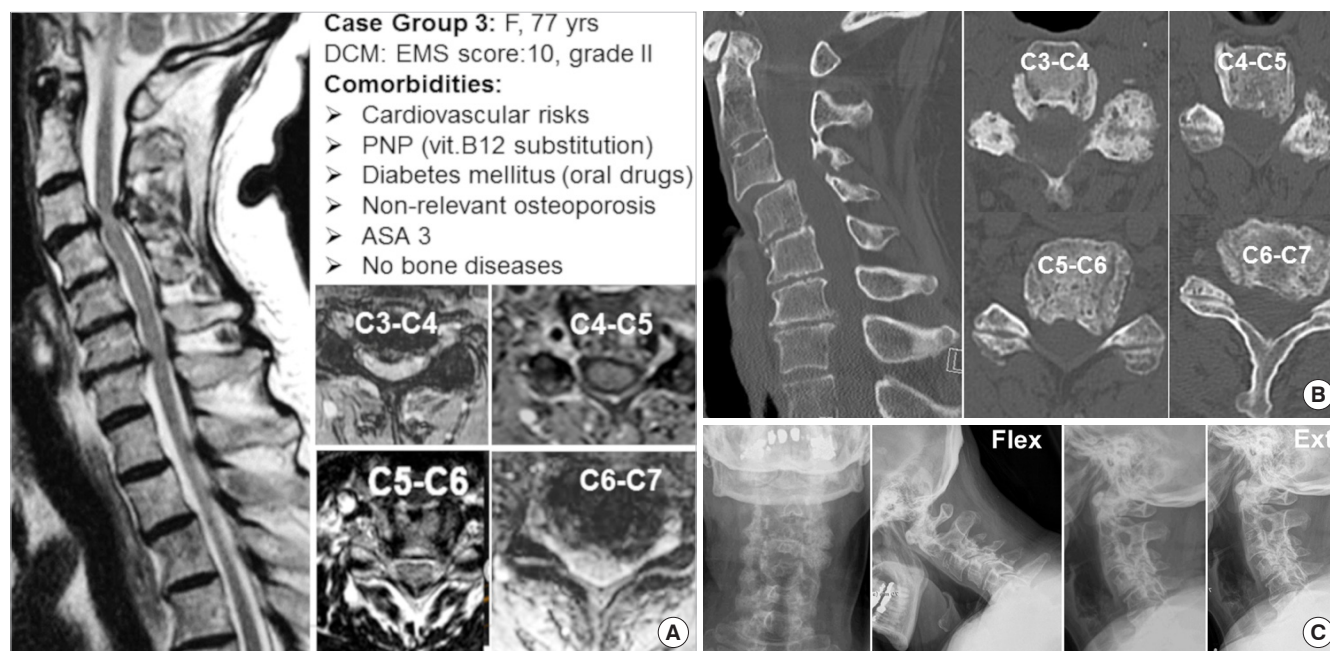 Case Group 3: F, 77 yrs
DCM: EMS score:10, grade II
Comorbidities:
➢ Cardiovascular risks
➢ PNP (vit.B12 substitution)
➢ Diabetes mellitus (oral drugs)
➢ Non-relevant osteoporosis
➢ ASA 3
➢ No bone diseases
C3-C4
C4-C5
C5-C6
C6-C7
A
C3-C4
C4-C5
C5-C6
C6-C7
L
B
Flex
Ext
C